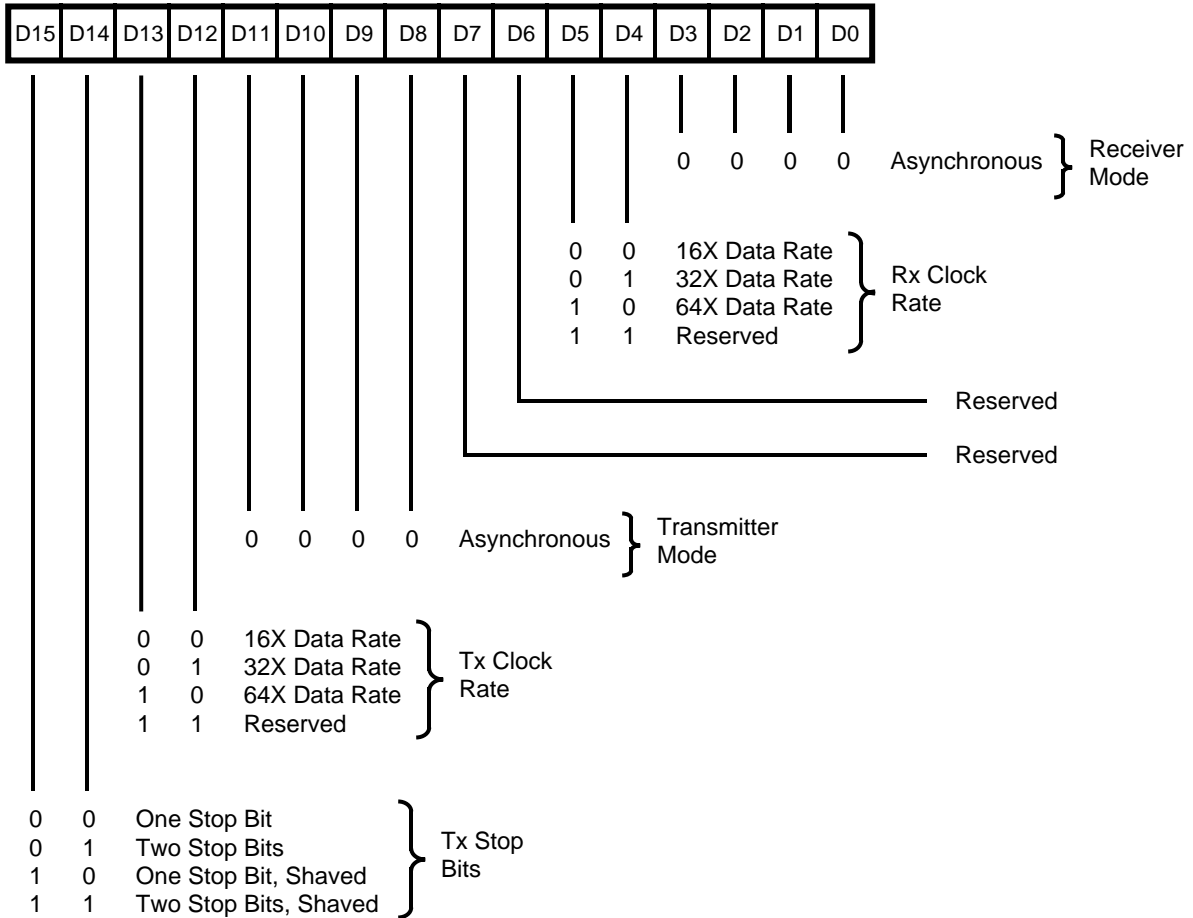 D15 D14 D13 D12 D11 D10 D9 D8 D7 D6 D5 D4 D3 D2 D1 D0
0 0 0 0 Asynchronous
Receiver
Mode
0 0 16X Data Rate
0 1 32X Data Rate
1 0 64X Data Rate
1 1 Reserved
Rx Clock
Rate
Reserved
Reserved
0 0 0 0 Asynchronous
Transmitter
Mode
0 0 16X Data Rate
0 1 32X Data Rate
1 0 64X Data Rate
1 1 Reserved
Tx Clock
Rate
0 0 One Stop Bit
0 1 Two Stop Bits
1 0 One Stop Bit, Shaved
1 1 Two Stop Bits, Shaved
Tx Stop
Bits